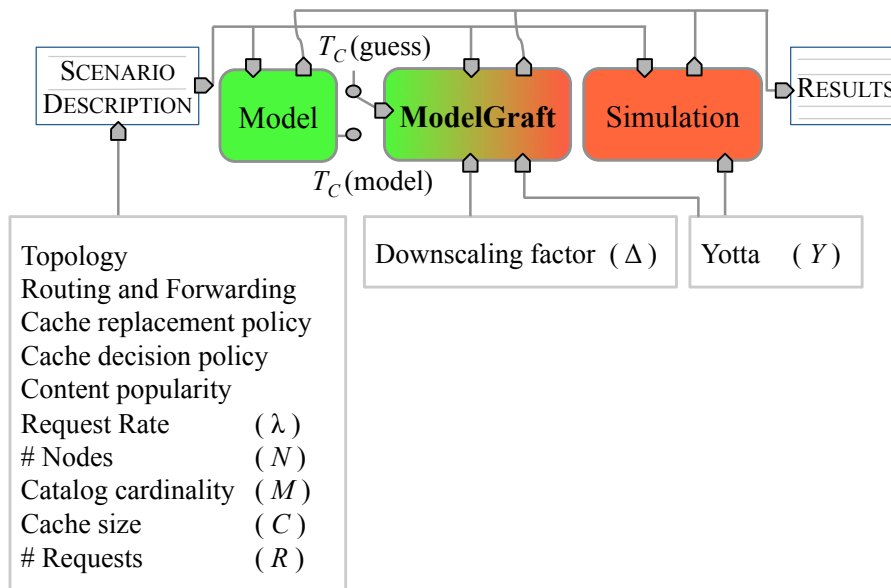 T_C (guess)
SCENARIO
DESCRIPTION
Model
ModelGraft
Simulation
RESULTS
T_C (model)
Topology
Routing and Forwarding
Cache replacement policy
Cache decision policy
Content popularity
Request Rate ( λ )
# Nodes ( N )
Catalog cardinality ( M )
Cache size ( C )
# Requests ( R )
Downscaling factor ( Δ )
Yotta ( Y )